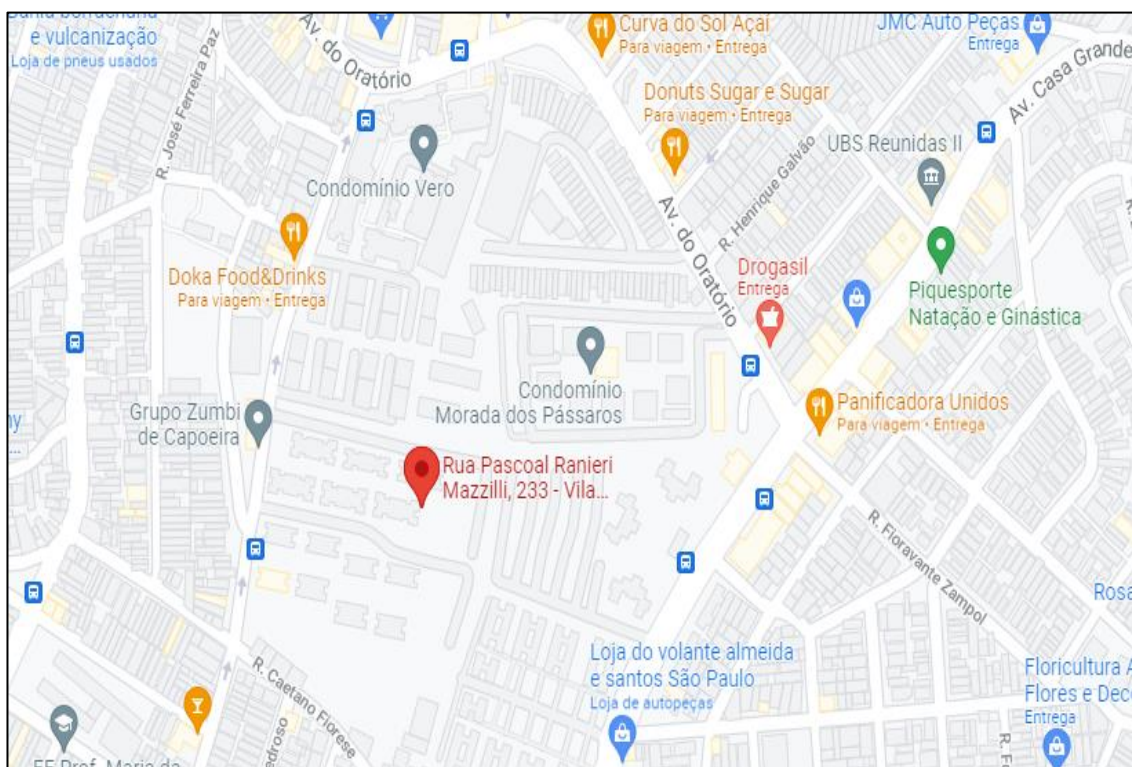 e vulcanização
Loja de pneus usados
R. José Ferreira Paz
Av. do Oratório
Curva do Sol Açaí
Para viagem • Entrega
JMC Auto Peças
Entrega
Av. Casa Grande
Donuts Sugar e Sugar
Para viagem • Entrega
R. Henrique Galvão
UBS Reunidas II
Condomínio Vero
Av. do Oratório
Doka Food&Drinks
Para viagem • Entrega
Drogasil
Entrega
Piquesporte
Natação e Ginástica
Condomínio
Morada dos Pássaros
Grupo Zumbi
de Capoeira
Panificadora Unidos
Para viagem • Entrega
Rua Pascoal Ranieri
Mazzilli, 233 - Vila...
R. Fioravante Zampol
Rosa
R. Caetano Fiorese
Loja do volante almeida
e santos São Paulo
Loja de autopeças
Floricultura A
Flores e Deco
Entrega
edroso